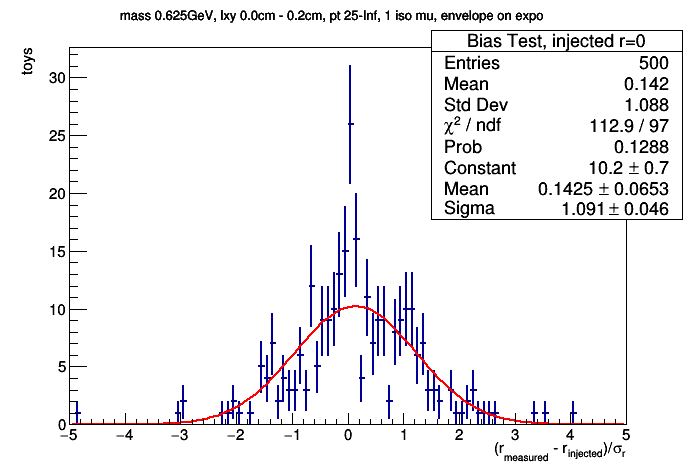 mass 0.625GeV, lxy 0.0cm - 0.2cm, pt 25-Inf, 1 iso mu, envelope on expo
Bias Test, injected r=0
Entries 500
Mean 0.142
Std Dev 1.088
χ² / ndf 112.9 / 97
Prob 0.1288
Constant 10.2 ± 0.7
Mean 0.1425 ± 0.0653
Sigma 1.091 ± 0.046
toys
30
25
20
15
10
5
0
−5 −4 −3 −2 −1 0 1 2 3 4 5
(r_measured - r_injected)/σ_r